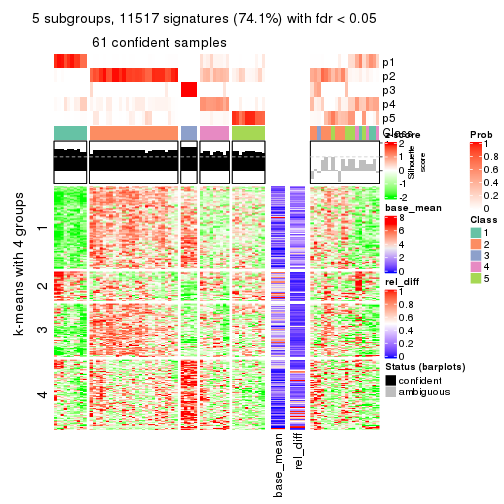 5 subgroups, 11517 signatures (74.1%) with fdr < 0.05
61 confident samples
p1
p2
p3
p4
p5
Class
z-score
2
1
0
-1
-2
Silhouette
score
base_mean
8
6
4
2
0
rel_diff
1
0.8
0.6
0.4
0.2
0
Status (barplots)
confident
ambiguous
Prob
1
0.8
0.6
0.4
0.2
0
Class
1
2
3
4
5
k-means with 4 groups
1
2
3
4
base_mean
rel_diff